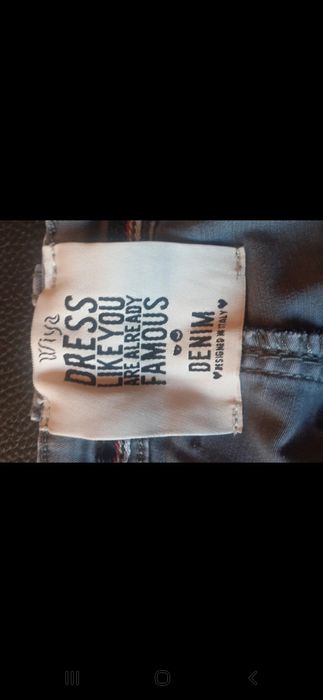 Wiya
DRESS
LIKE YOU
ARE ALREADY
FAMOUS
DENIM
♥DESIGNED IN ITALY♥